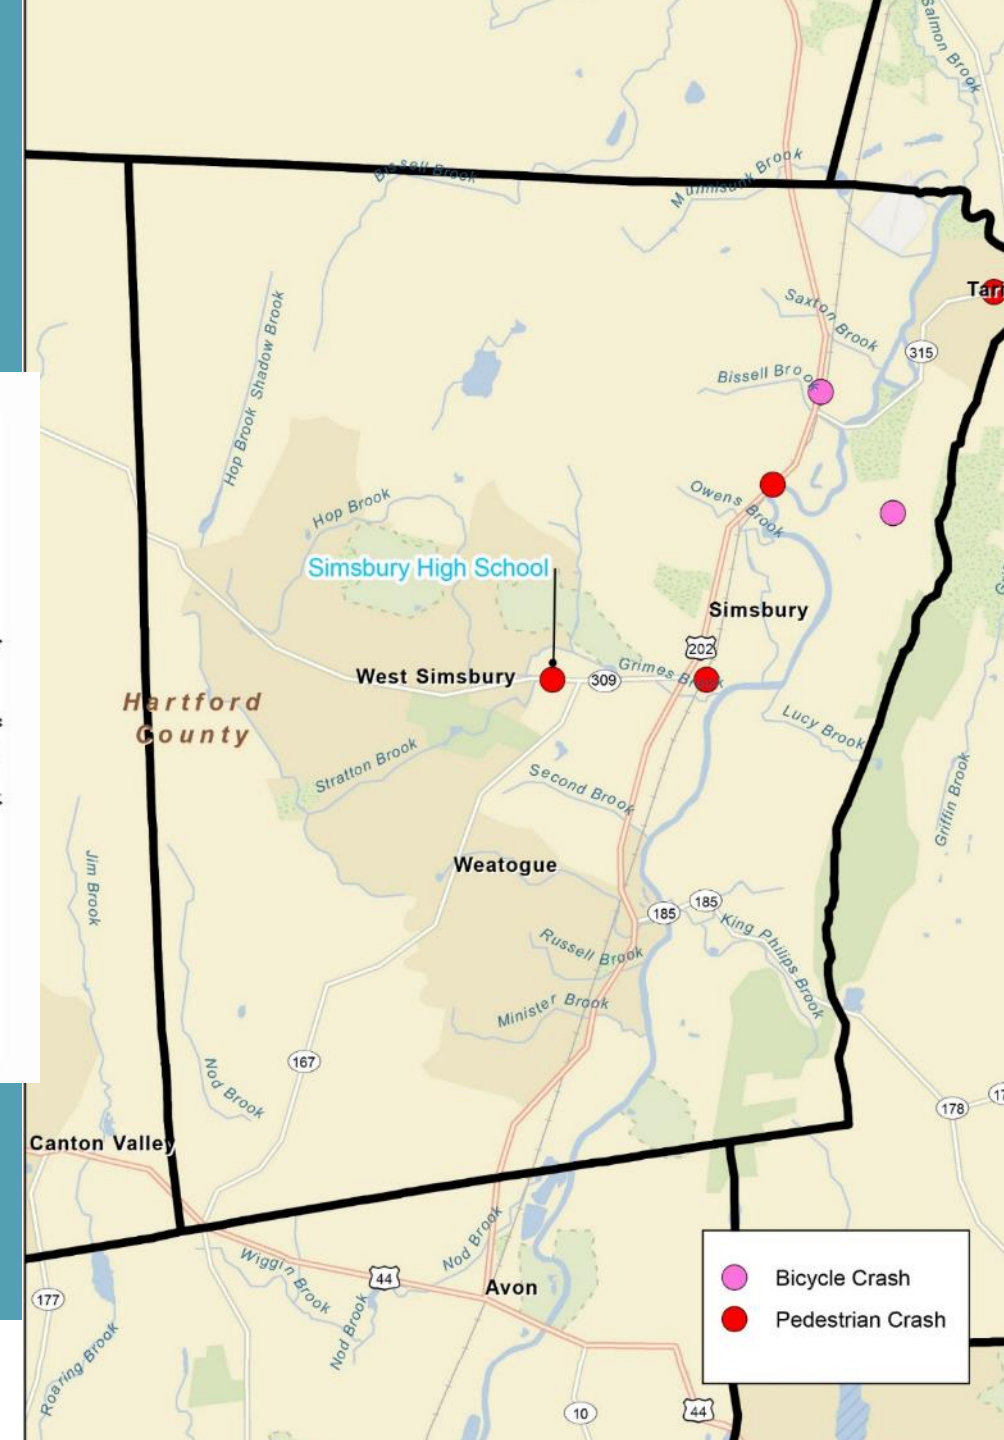 Salmon Brook
Bissell Brook
Munnisunk Brook
Tari
Saxton Brook
315
Hop Brook Shadow Brook
Bissell Brook
Hop Brook
Owens Brook
Simsbury High School
Simsbury
202
West Simsbury
309
Grimes Brook
Hartford
County
Lucy Brook
Stratton Brook
Second Brook
Griffin Brook
Jim Brook
Weatogue
185
185
King Philips Brook
Russell Brook
Minister Brook
167
Nod Brook
178
17
Canton Valley
Nod Brook
Wiggin Brook
44
Avon
177
Nod Brook
Roaring Brook
Bicycle Crash
Pedestrian Crash
10
44